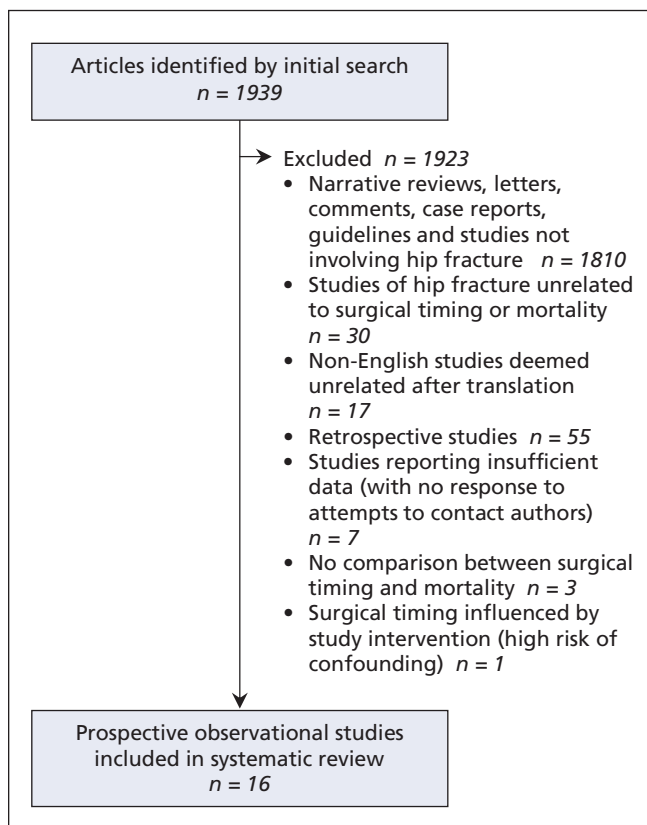 Articles identified by initial search
n = 1939
Excluded n = 1923
• Narrative reviews, letters,
comments, case reports,
guidelines and studies not
involving hip fracture n = 1810
• Studies of hip fracture unrelated
to surgical timing or mortality
n = 30
• Non-English studies deemed
unrelated after translation
n = 17
• Retrospective studies n = 55
• Studies reporting insufficient
data (with no response to
attempts to contact authors)
n = 7
• No comparison between surgical
timing and mortality n = 3
• Surgical timing influenced by
study intervention (high risk of
confounding) n = 1
Prospective observational studies
included in systematic review
n = 16